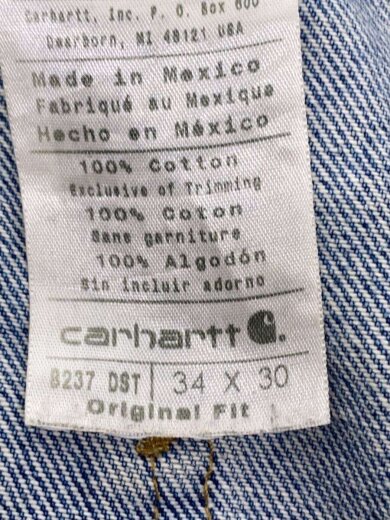 Carhartt, Inc. P. O. Box 600
Dearborn, MI 48121 USA
Made in Mexico
Fabriqué au Mexique
Hecho en México
100% Cotton
Exclusive of Trimming
100% Coton
Sans garniture
100% Algodón
Sin incluir adorno
carhartt
B237 DST 34 X 30
Original Fit